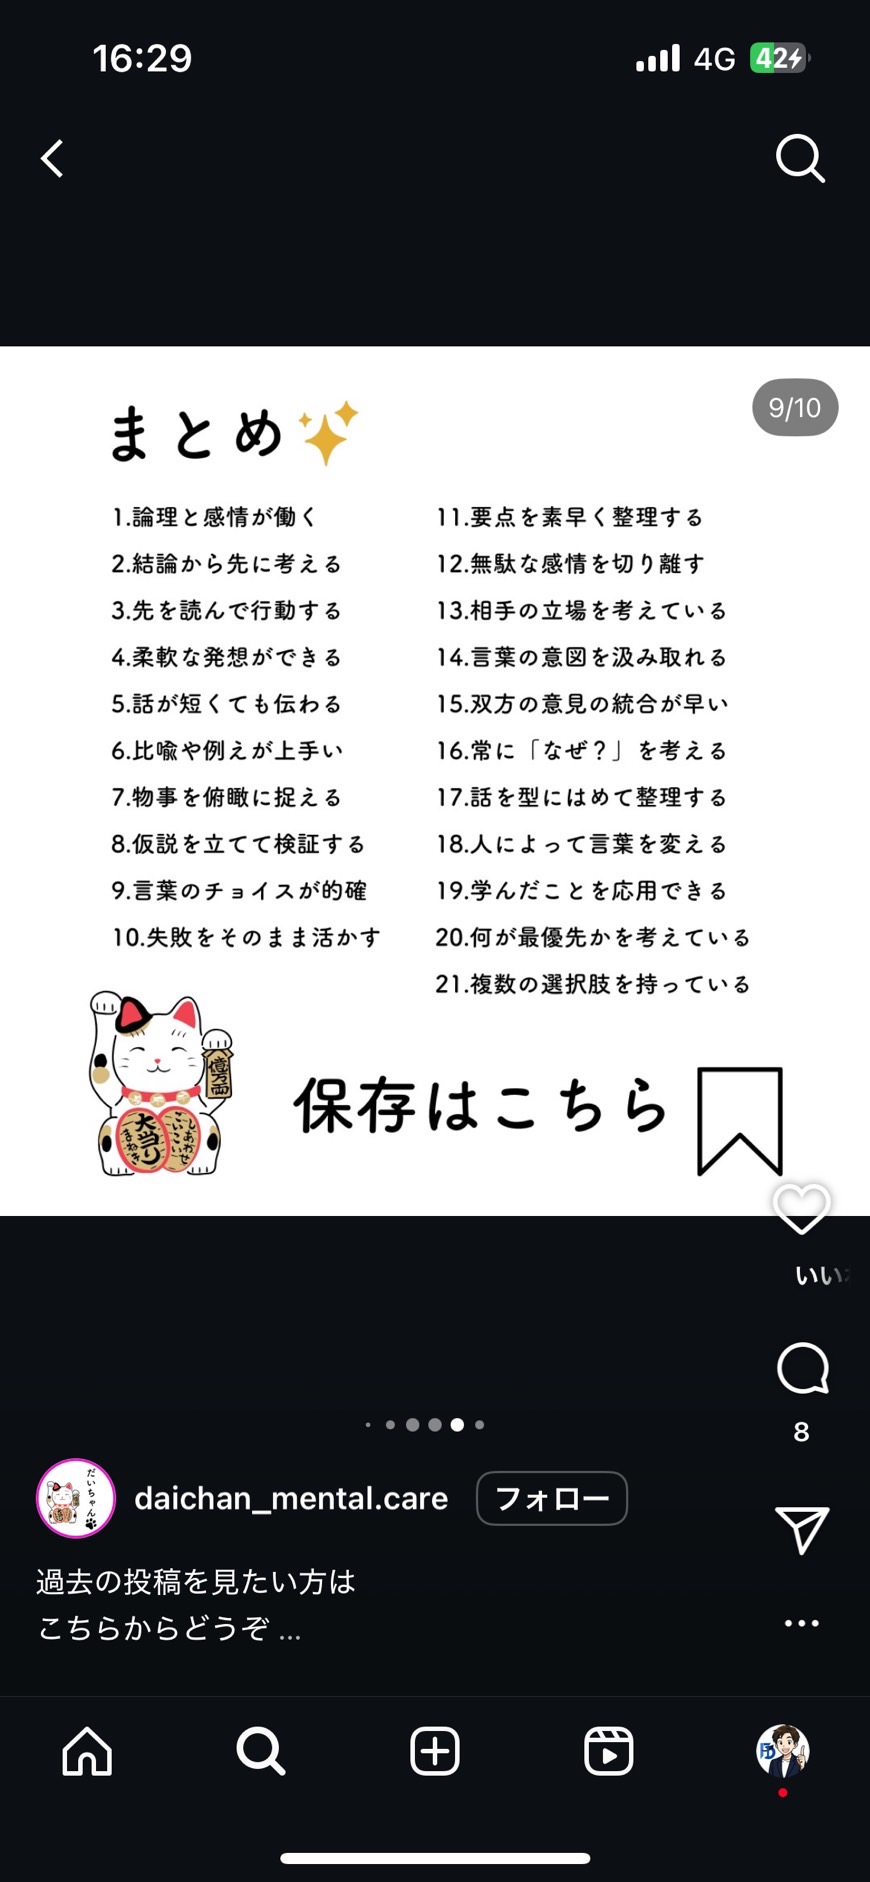 16:29
4G
42
9/10
まとめ✨
1.論理と感情が働く
2.結論から先に考える
3.先を読んで行動する
4.柔軟な発想ができる
5.話が短くても伝わる
6.比喩や例えが上手い
7.物事を俯瞰に捉える
8.仮説を立てて検証する
9.言葉のチョイスが的確
10.失敗をそのまま活かす
11.要点を素早く整理する
12.無駄な感情を切り離す
13.相手の立場を考えている
14.言葉の意図を汲み取れる
15.双方の意見の統合が早い
16.常に「なぜ？」を考える
17.話を型にはめて整理する
18.人によって言葉を変える
19.学んだことを応用できる
20.何が最優先かを考えている
21.複数の選択肢を持っている
億万両
大当り
まねき
しあわせ
こいこい
保存はこちら
いい
8
だいちゃん
daichan_mental.care
フォロー
過去の投稿を見たい方は
こちらからどうぞ ...